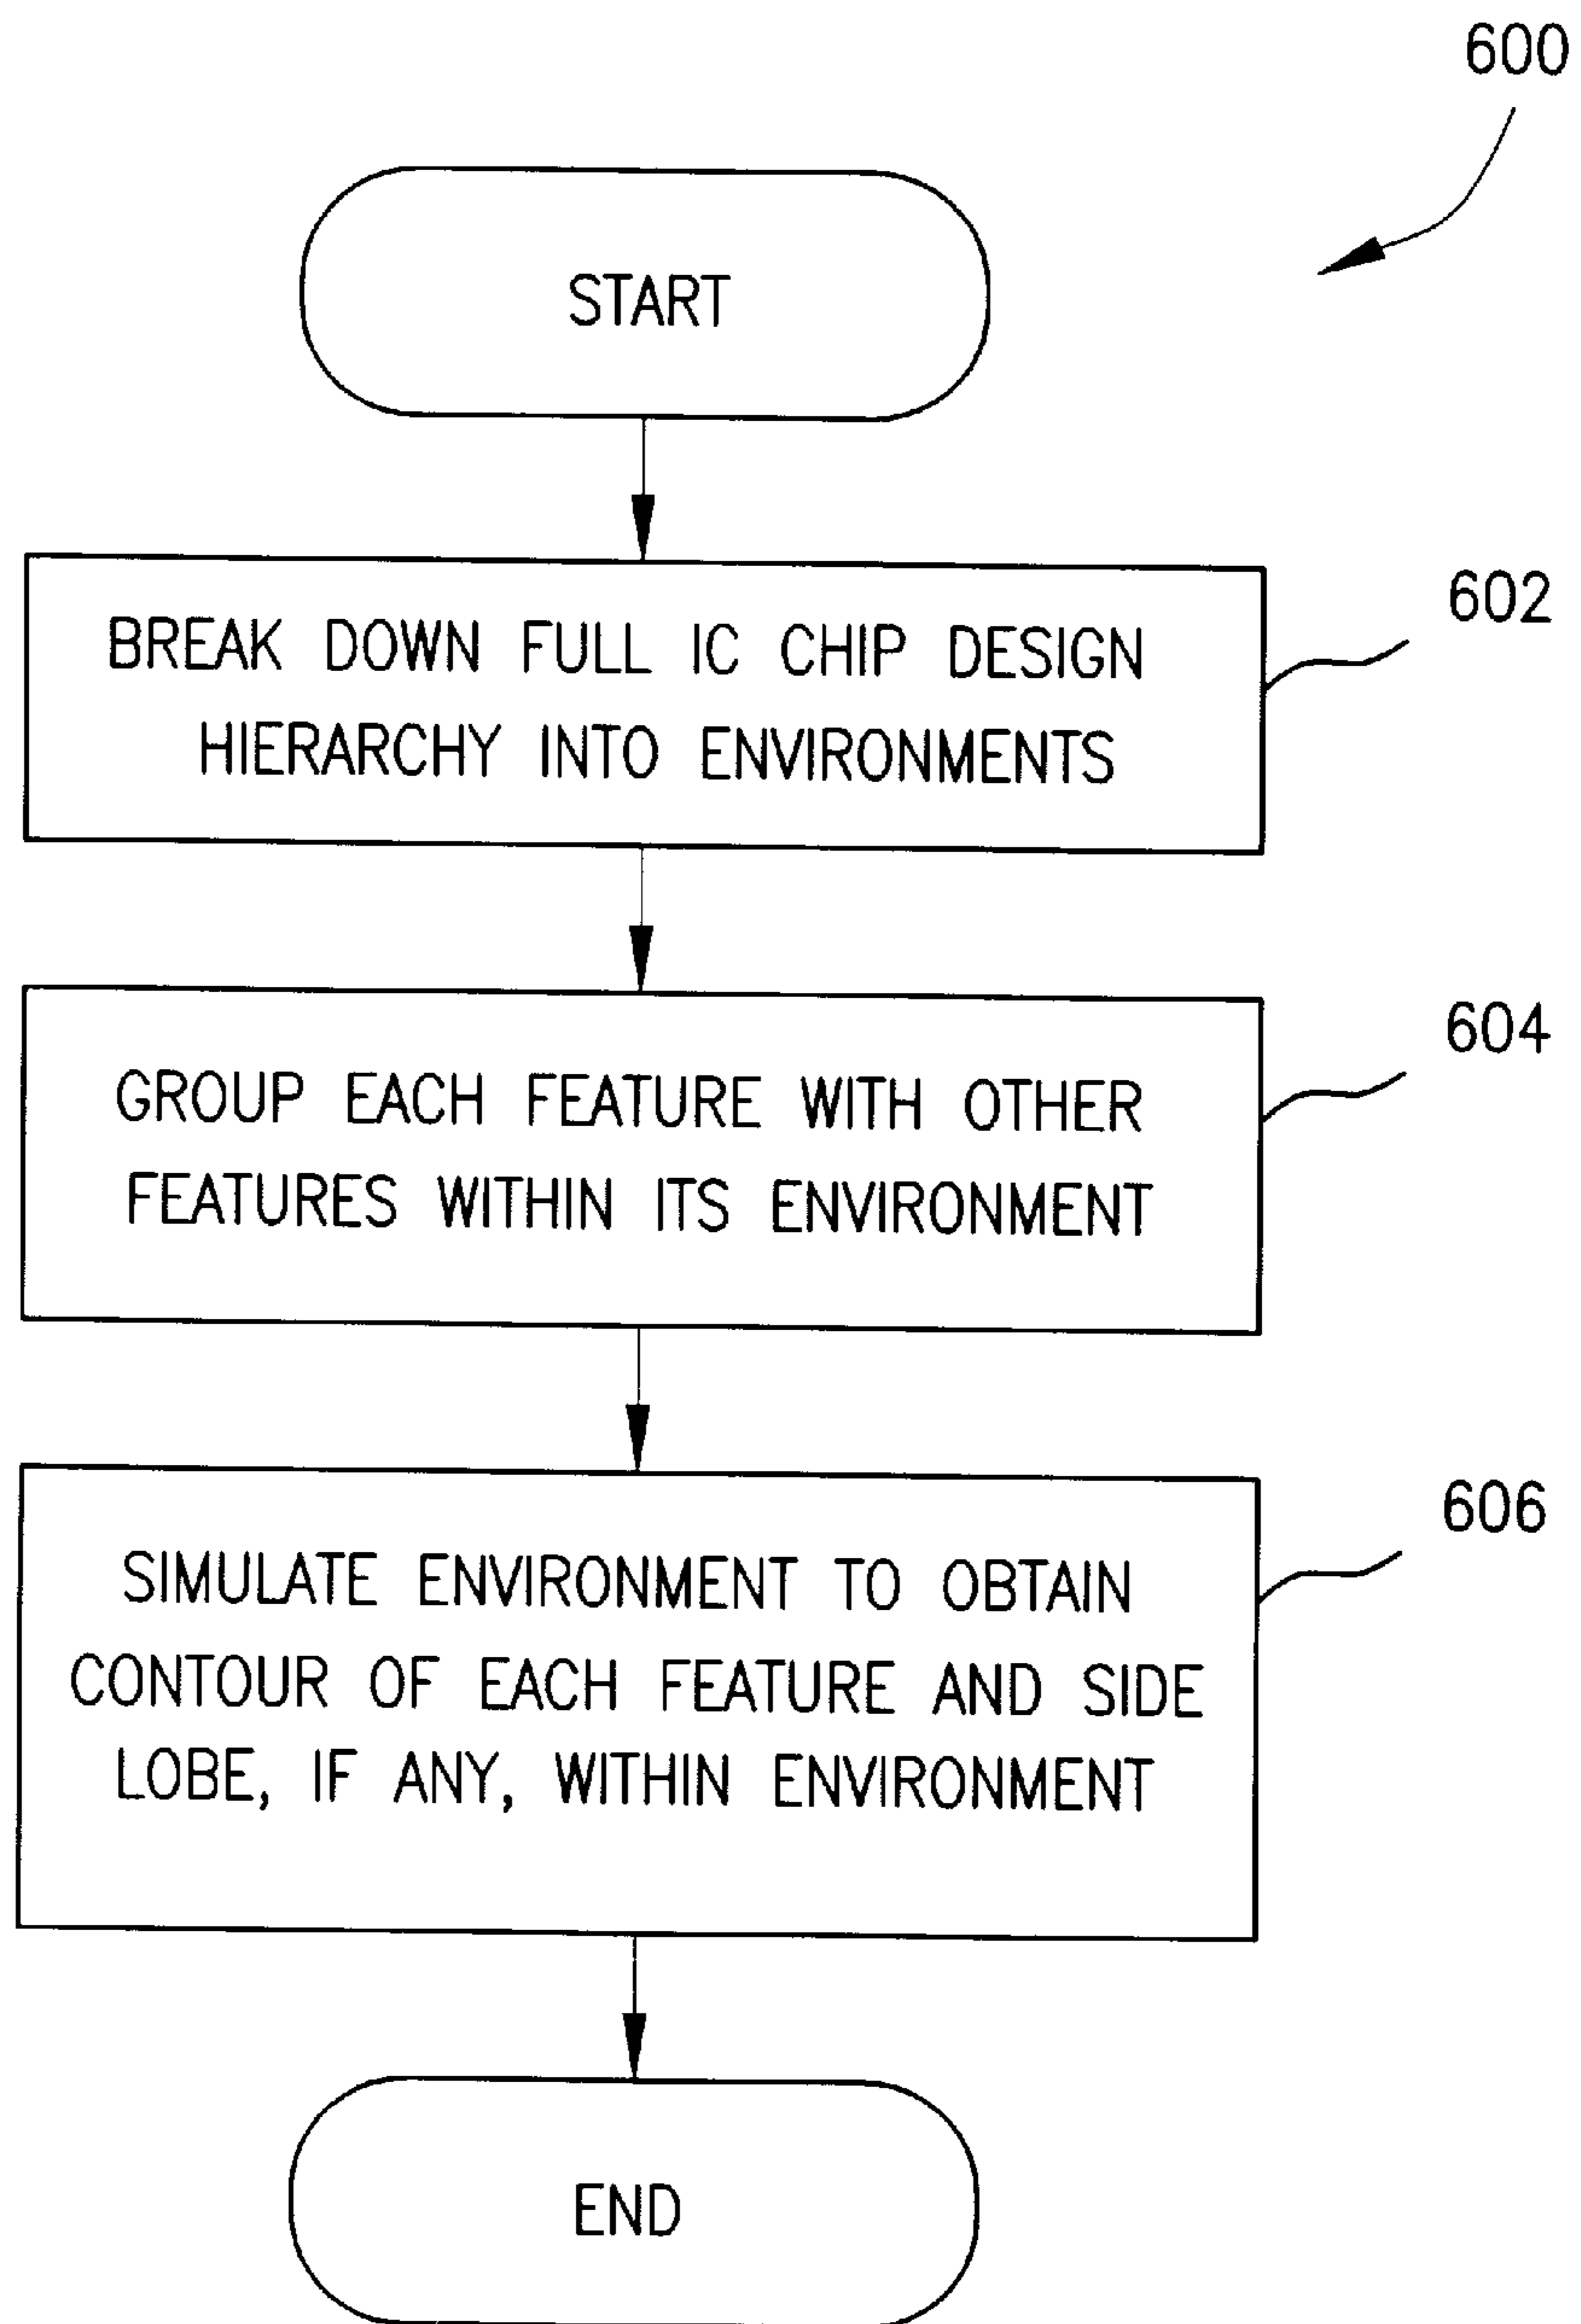 600
START
BREAK DOWN FULL IC CHIP DESIGN
HIERARCHY INTO ENVIRONMENTS
602
GROUP EACH FEATURE WITH OTHER
FEATURES WITHIN ITS ENVIRONMENT
604
SIMULATE ENVIRONMENT TO OBTAIN
CONTOUR OF EACH FEATURE AND SIDE
LOBE, IF ANY, WITHIN ENVIRONMENT
606
END